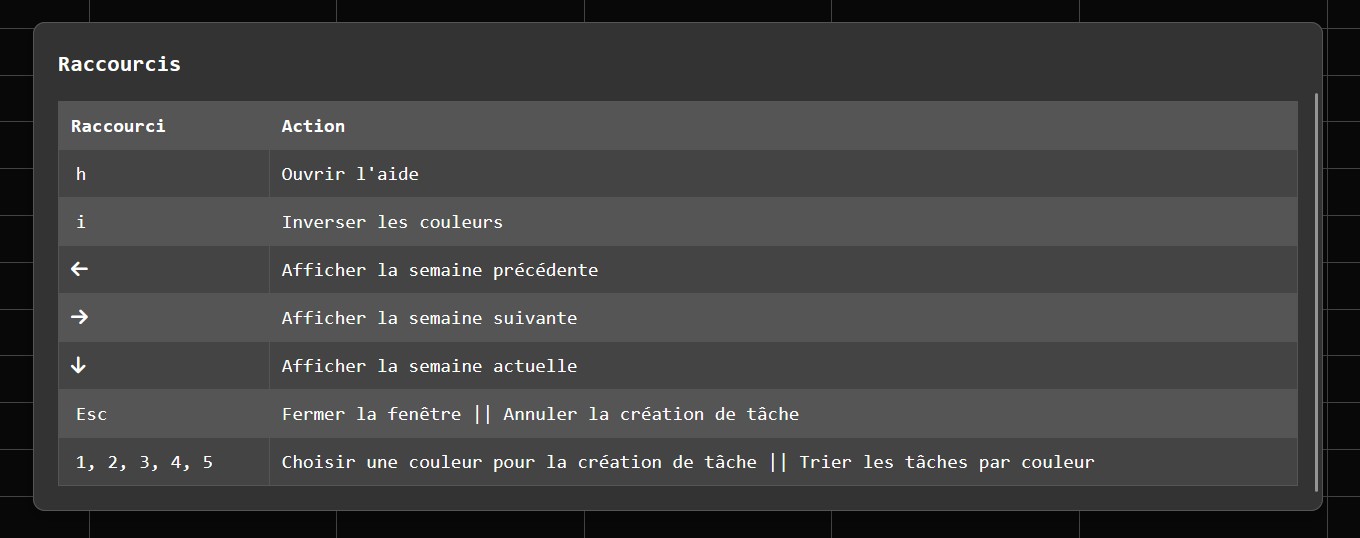 Raccourcis
Raccourci Action
h Ouvrir l'aide
i Inverser les couleurs
← Afficher la semaine précédente
→ Afficher la semaine suivante
↓ Afficher la semaine actuelle
Esc Fermer la fenêtre || Annuler la création de tâche
1, 2, 3, 4, 5 Choisir une couleur pour la création de tâche || Trier les tâches par couleur